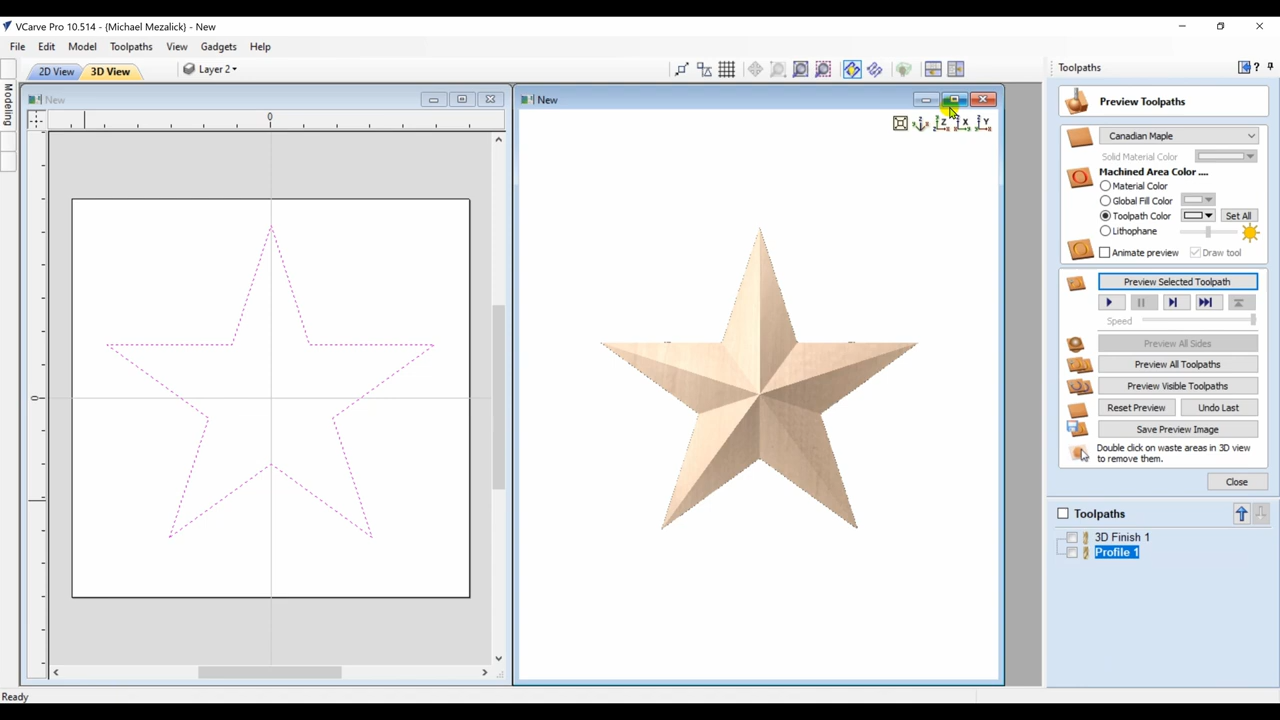 VCarve Pro 10.514 - (Michael Mezalick) - New
File Edit Model Toolpaths View Gadgets Help
2D View 3D View Layer 2
Toolpaths
Modeling
New
New
0
0
Z X Y
Preview Toolpaths
Canadian Maple
Solid Material Color
Machined Area Color ....
Material Color
Global Fill Color
Toolpath Color Set All
Lithophane
Animate preview Draw tool
Preview Selected Toolpath
Speed
Preview All Sides
Preview All Toolpaths
Preview Visible Toolpaths
Reset Preview Undo Last
Save Preview Image
Double click on waste areas in 3D view
to remove them.
Close
Toolpaths
3D Finish 1
Profile 1
Ready